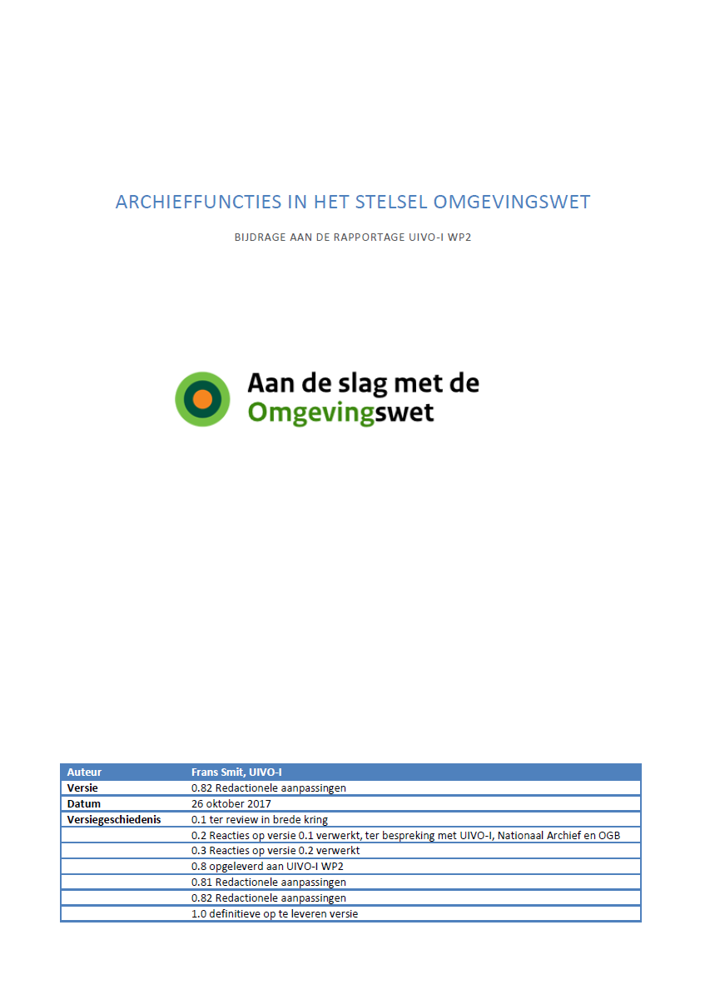 ARCHIEFFUNCTIES IN HET STELSEL OMGEVINGSWET
BIJDRAGE AAN DE RAPPORTAGE UIVO-I WP2
Aan de slag met de
Omgevingswet
Auteur Frans Smit, UIVO-I
Versie 0.82 Redactionele aanpassingen
Datum 26 oktober 2017
Versiegeschiedenis 0.1 ter review in brede kring
0.2 Reacties op versie 0.1 verwerkt, ter bespreking met UIVO-I, Nationaal Archief en OGB
0.3 Reacties op versie 0.2 verwerkt
0.8 opgeleverd aan UIVO-I WP2
0.81 Redactionele aanpassingen
0.82 Redactionele aanpassingen
1.0 definitieve op te leveren versie